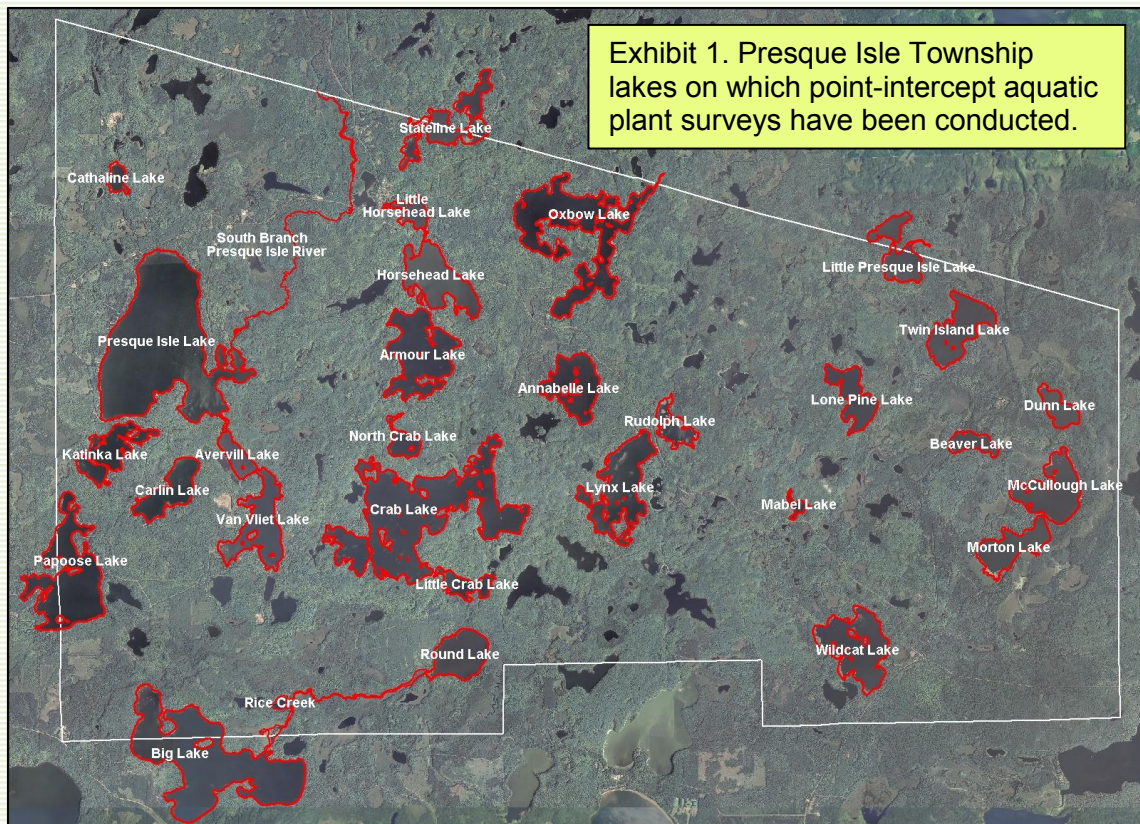 Exhibit 1. Presque Isle Township
lakes on which point-intercept aquatic
plant surveys have been conducted.
Stateline Lake
Cathaline Lake
Little
Horsehead Lake
Oxbow Lake
South Branch
Presque Isle River
Horsehead Lake
Little Presque Isle Lake
Twin Island Lake
Presque Isle Lake
Armour Lake
Annabelle Lake
Lone Pine Lake
Dunn Lake
Rudolph Lake
North Crab Lake
Beaver Lake
Katinka Lake
Avervill Lake
Carlin Lake
Lynx Lake
McCullough Lake
Mabel Lake
Crab Lake
Van Vliet Lake
Morton Lake
Papoose Lake
Little Crab Lake
Round Lake
Wildcat Lake
Rice Creek
Big Lake